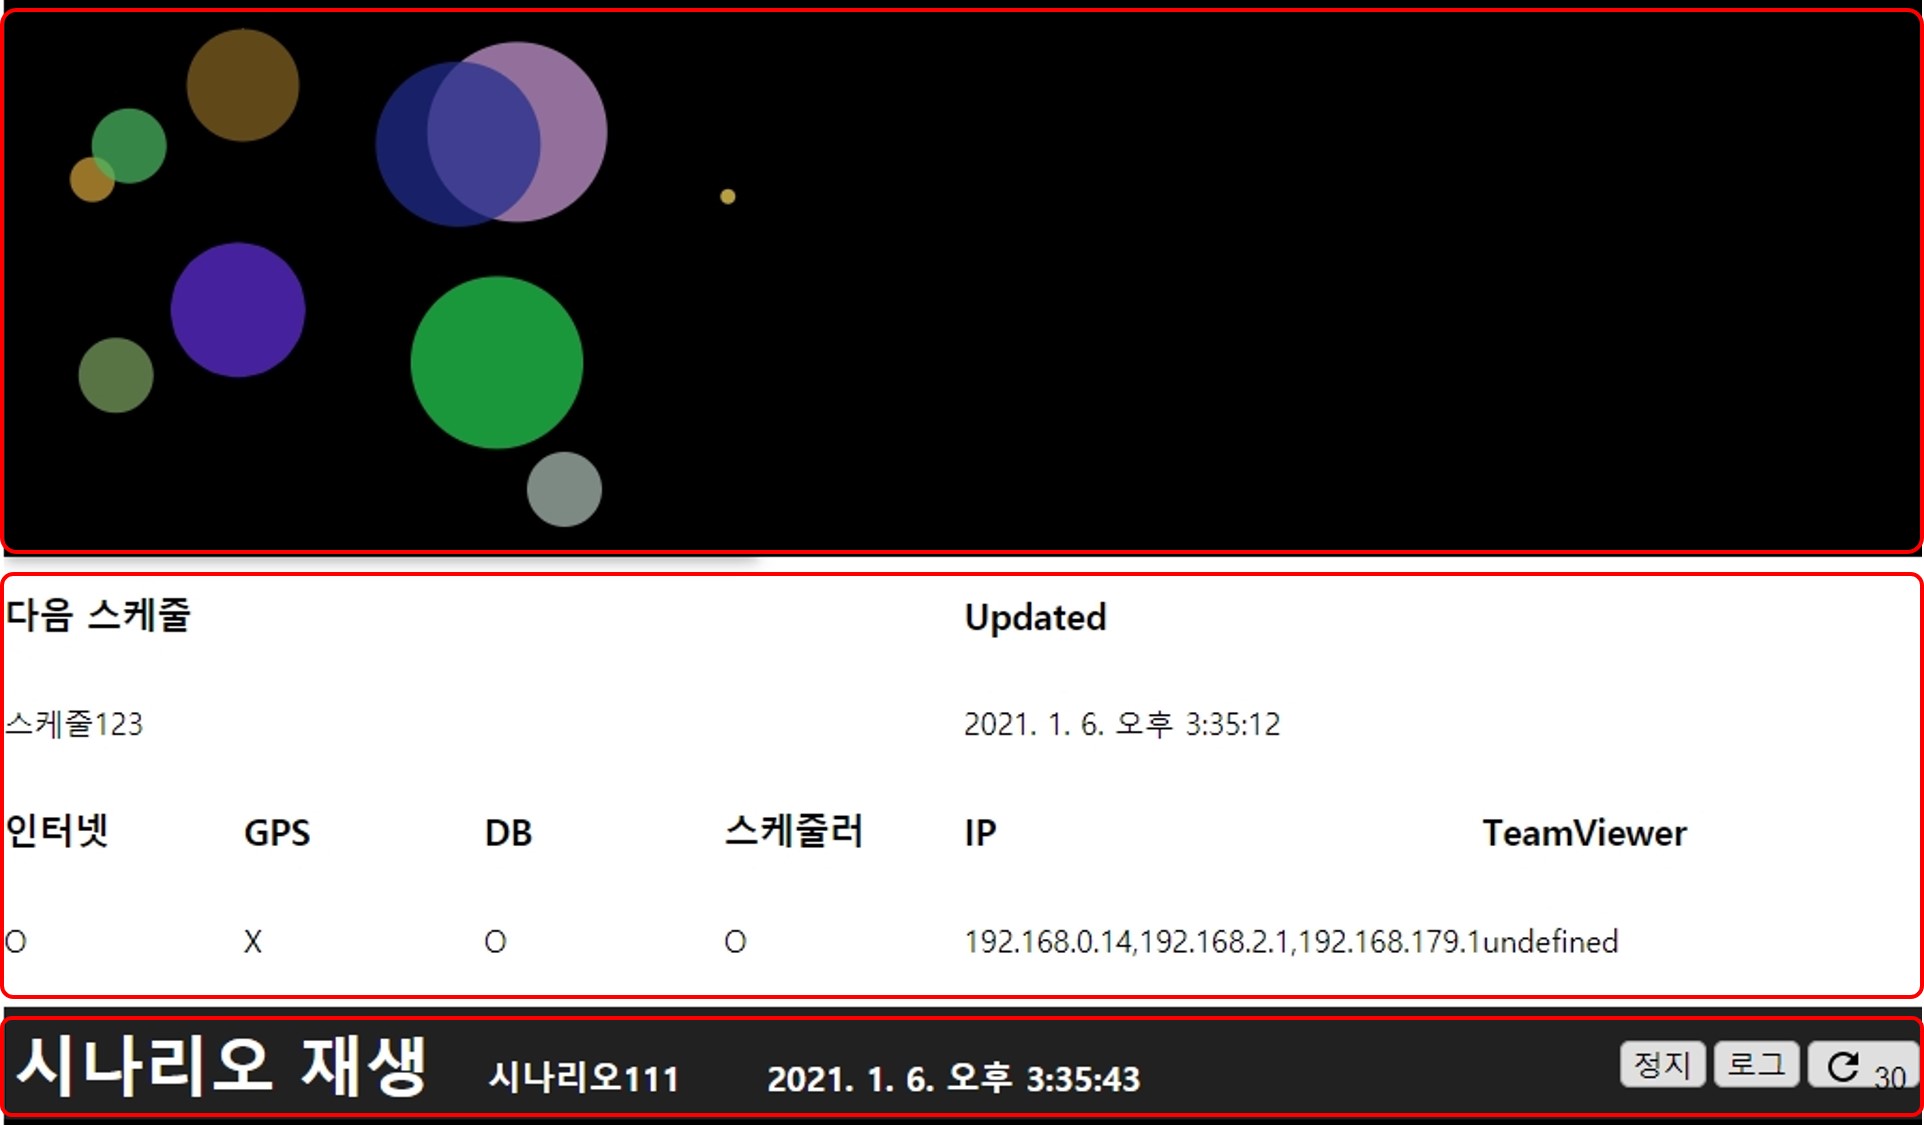 다음 스케줄 Updated
스케줄123 2021. 1. 6. 오후 3:35:12
인터넷 GPS DB 스케줄러 IP TeamViewer
O X O O 192.168.0.14,192.168.2.1,192.168.179.1undefined
시나리오 재생 시나리오111 2021. 1. 6. 오후 3:35:43 정지 로그 30